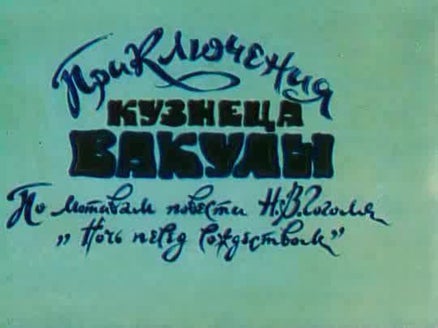 Приключения
КУЗНЕЦА
ВАКУЛЫ
По мотивам повести Н.В.Гоголя
„Ночь перед рождеством”